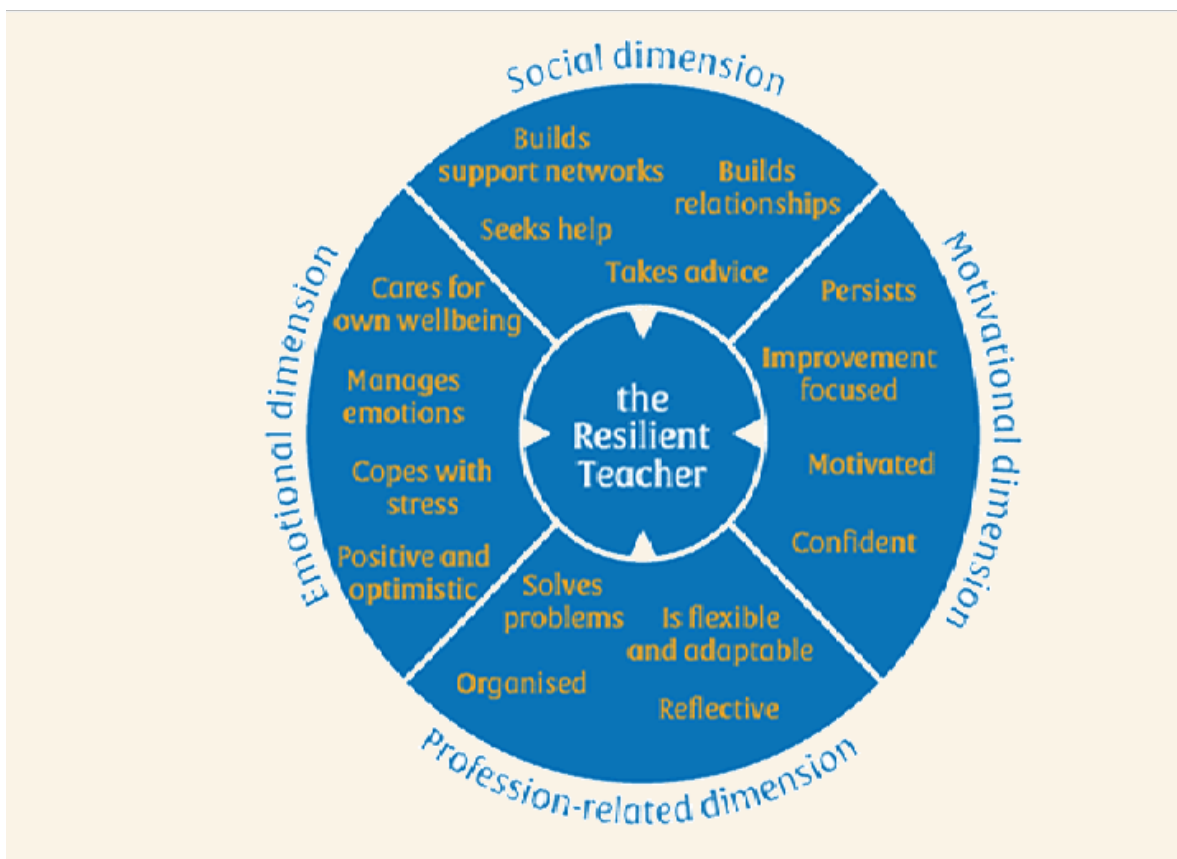 Social dimension
Builds
support networks
Builds
relationships
Seeks help
Takes advice
Motivational dimension
Persists
Improvement
focused
Motivated
Confident
Profession-related dimension
Solves
problems
Is flexible
and adaptable
Organised
Reflective
Emotional dimension
Cares for
own wellbeing
Manages
emotions
Copes with
stress
Positive and
optimistic
the
Resilient
Teacher